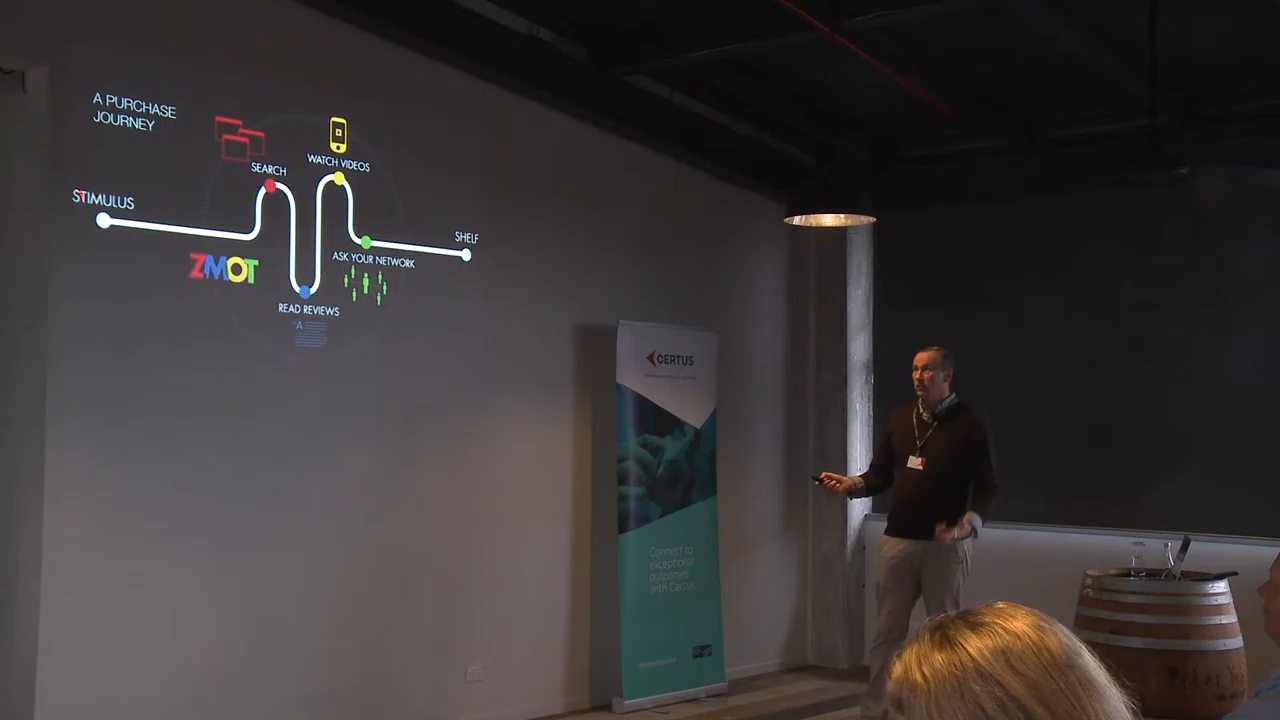 A PURCHASE
JOURNEY
WATCH VIDEOS
SEARCH
STIMULUS
SHELF
ASK YOUR NETWORK
ZMOT
READ REVIEWS
A
CERTUS
Connect to
exceptional
outcomes
with Certus